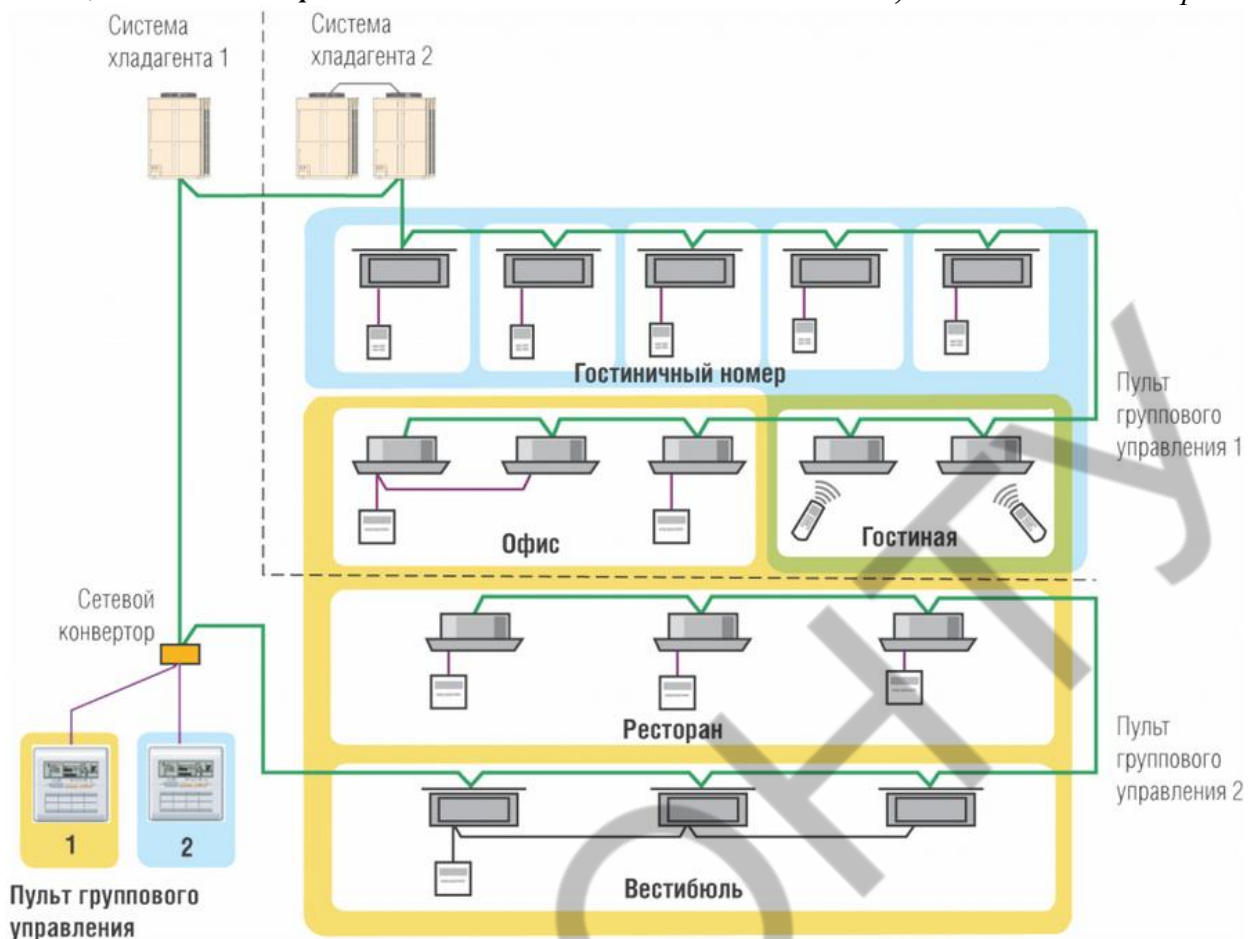 Система
хладагента 1
Система
хладагента 2
Гостиничный номер
Пульт
группового
управления 1
Офис
Гостиная
Сетевой
конвертор
Ресторан
Пульт
группового
управления 2
1
2
Вестибюль
Пульт группового
управления
ОНТУ